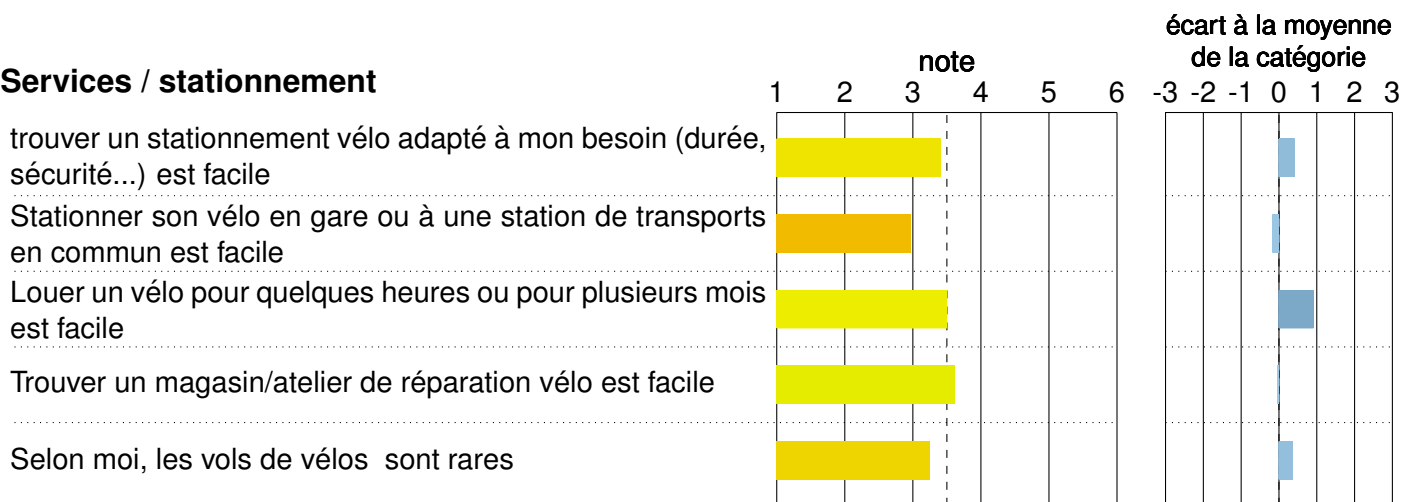 écart à la moyenne
de la catégorie
note
Services / stationnement
1 2 3 4 5 6 -3 -2 -1 0 1 2 3
trouver un stationnement vélo adapté à mon besoin (durée,
sécurité...) est facile
Stationner son vélo en gare ou à une station de transports
en commun est facile
Louer un vélo pour quelques heures ou pour plusieurs mois
est facile
Trouver un magasin/atelier de réparation vélo est facile
Selon moi, les vols de vélos sont rares